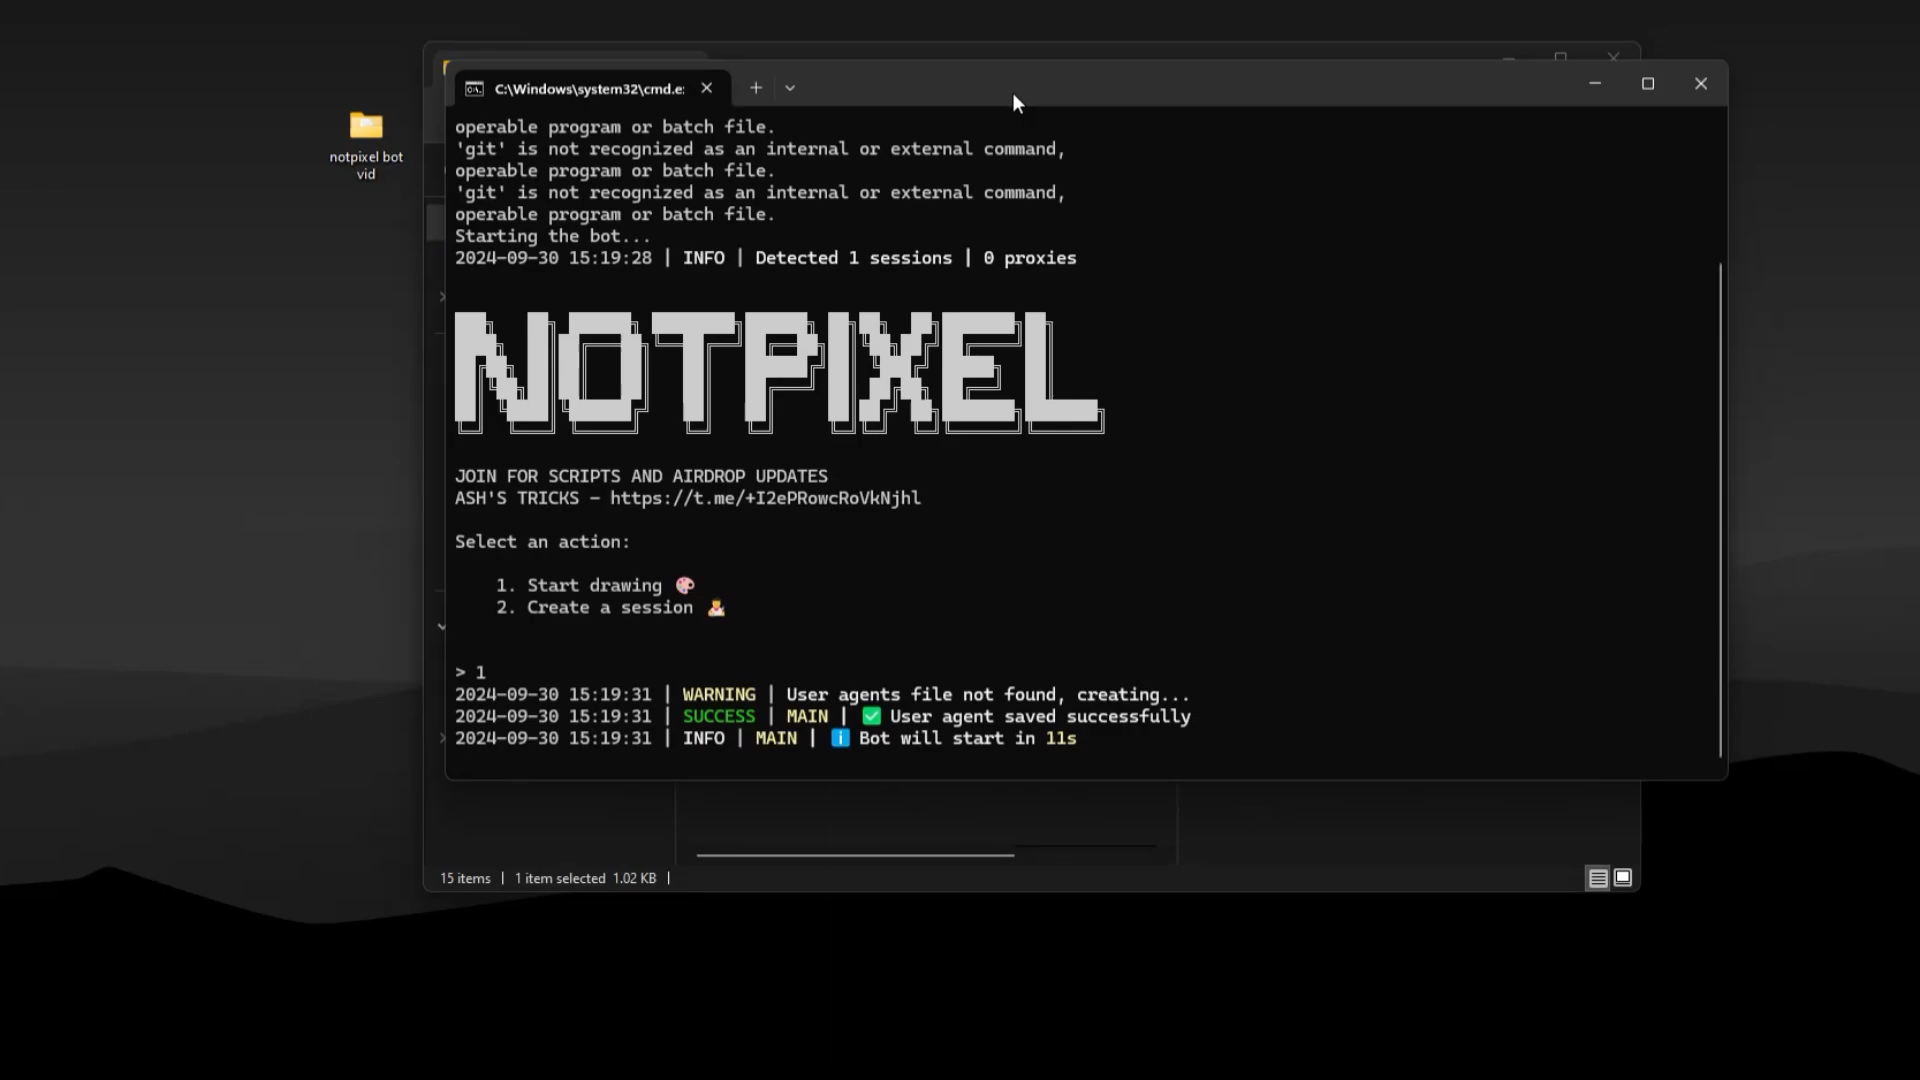 notpixel bot
vid
C:\Windows\system32\cmd.e:
operable program or batch file.
'git' is not recognized as an internal or external command,
operable program or batch file.
'git' is not recognized as an internal or external command,
operable program or batch file.
Starting the bot...
2024-09-30 15:19:28 | INFO | Detected 1 sessions | 0 proxies
NOTPIXEL
JOIN FOR SCRIPTS AND AIRDROP UPDATES
ASH'S TRICKS - https://t.me/+I2ePRowcRoVkNjhl
Select an action:
1. Start drawing 🎨
2. Create a session 👨‍🎨
> 1
2024-09-30 15:19:31 | WARNING | User agents file not found, creating...
2024-09-30 15:19:31 | SUCCESS | MAIN | ✅ User agent saved successfully
2024-09-30 15:19:31 | INFO | MAIN | ℹ️ Bot will start in 11s
15 items | 1 item selected 1.02 KB |